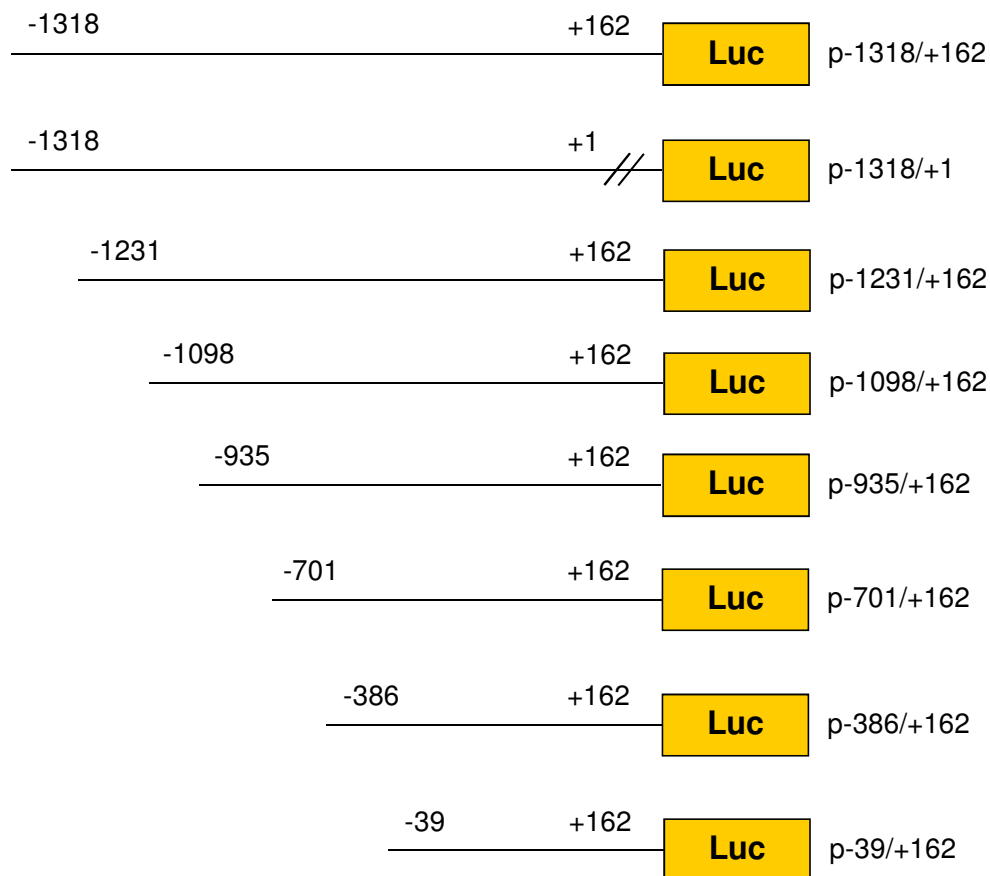 -1318 +162
Luc p-1318/+162
-1318 +1
Luc p-1318/+1
-1231 +162
Luc p-1231/+162
-1098 +162
Luc p-1098/+162
-935 +162
Luc p-935/+162
-701 +162
Luc p-701/+162
-386 +162
Luc p-386/+162
-39 +162
Luc p-39/+162